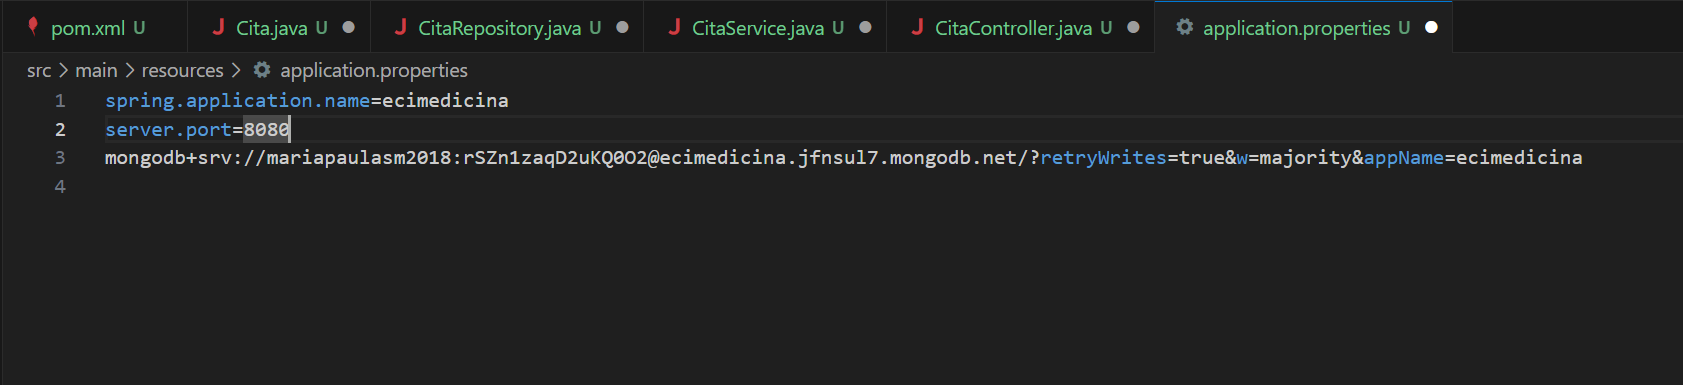 pom.xml U Cita.java U CitaRepository.java U CitaService.java U CitaController.java U application.properties U
src > main > resources > application.properties
1 spring.application.name=ecimedicina
2 server.port=8080
3 mongodb+srv://mariapaulasm2018:rSZn1zaqD2uKQ0O2@ecimedicina.jfnsul7.mongodb.net/?retryWrites=true&w=majority&appName=ecimedicina
4